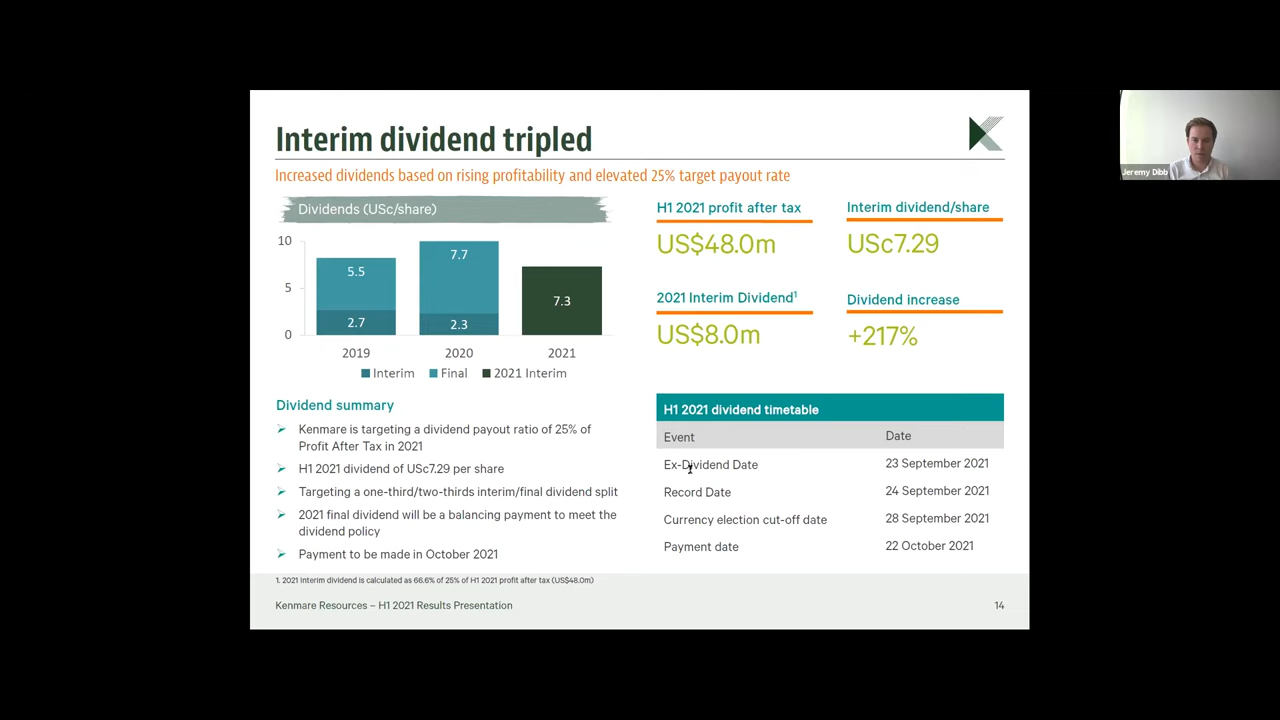 Interim dividend tripled
Increased dividends based on rising profitability and elevated 25% target payout rate
Dividends (USc/share)
10
5
0
5.5
2.7
7.7
2.3
7.3
2019
2020
2021
Interim
Final
2021 Interim
H1 2021 profit after tax
US$48.0m
Interim dividend/share
USc7.29
2021 Interim Dividend¹
US$8.0m
Dividend increase
+217%
Dividend summary
Kenmare is targeting a dividend payout ratio of 25% of
Profit After Tax in 2021
H1 2021 dividend of USc7.29 per share
Targeting a one-third/two-thirds interim/final dividend split
2021 final dividend will be a balancing payment to meet the
dividend policy
Payment to be made in October 2021
H1 2021 dividend timetable
Event Date
Ex-Dividend Date 23 September 2021
Record Date 24 September 2021
Currency election cut-off date 28 September 2021
Payment date 22 October 2021
1. 2021 interim dividend is calculated as 66.6% of 25% of H1 2021 profit after tax (US$48.0m)
Kenmare Resources – H1 2021 Results Presentation
14
Jeremy Dibb